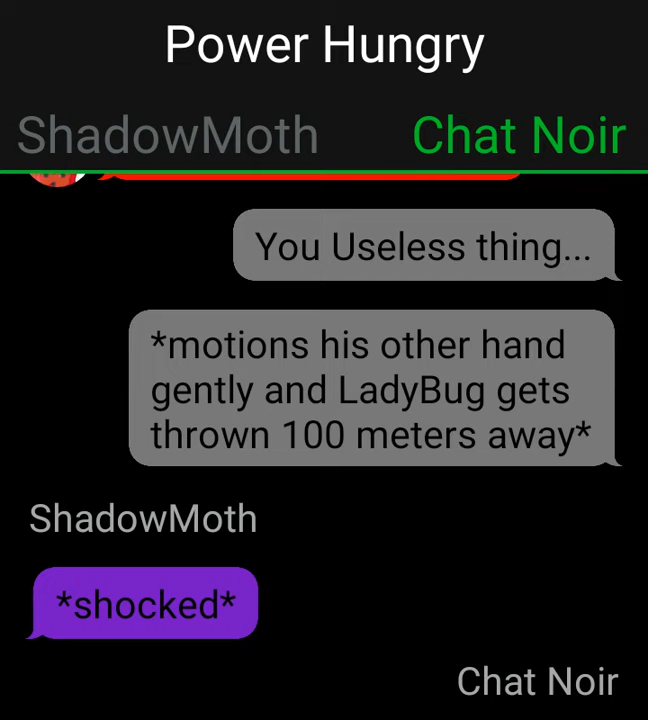 Power Hungry
ShadowMoth
Chat Noir
You Useless thing...
*motions his other hand
gently and LadyBug gets
thrown 100 meters away*
ShadowMoth
*shocked*
Chat Noir